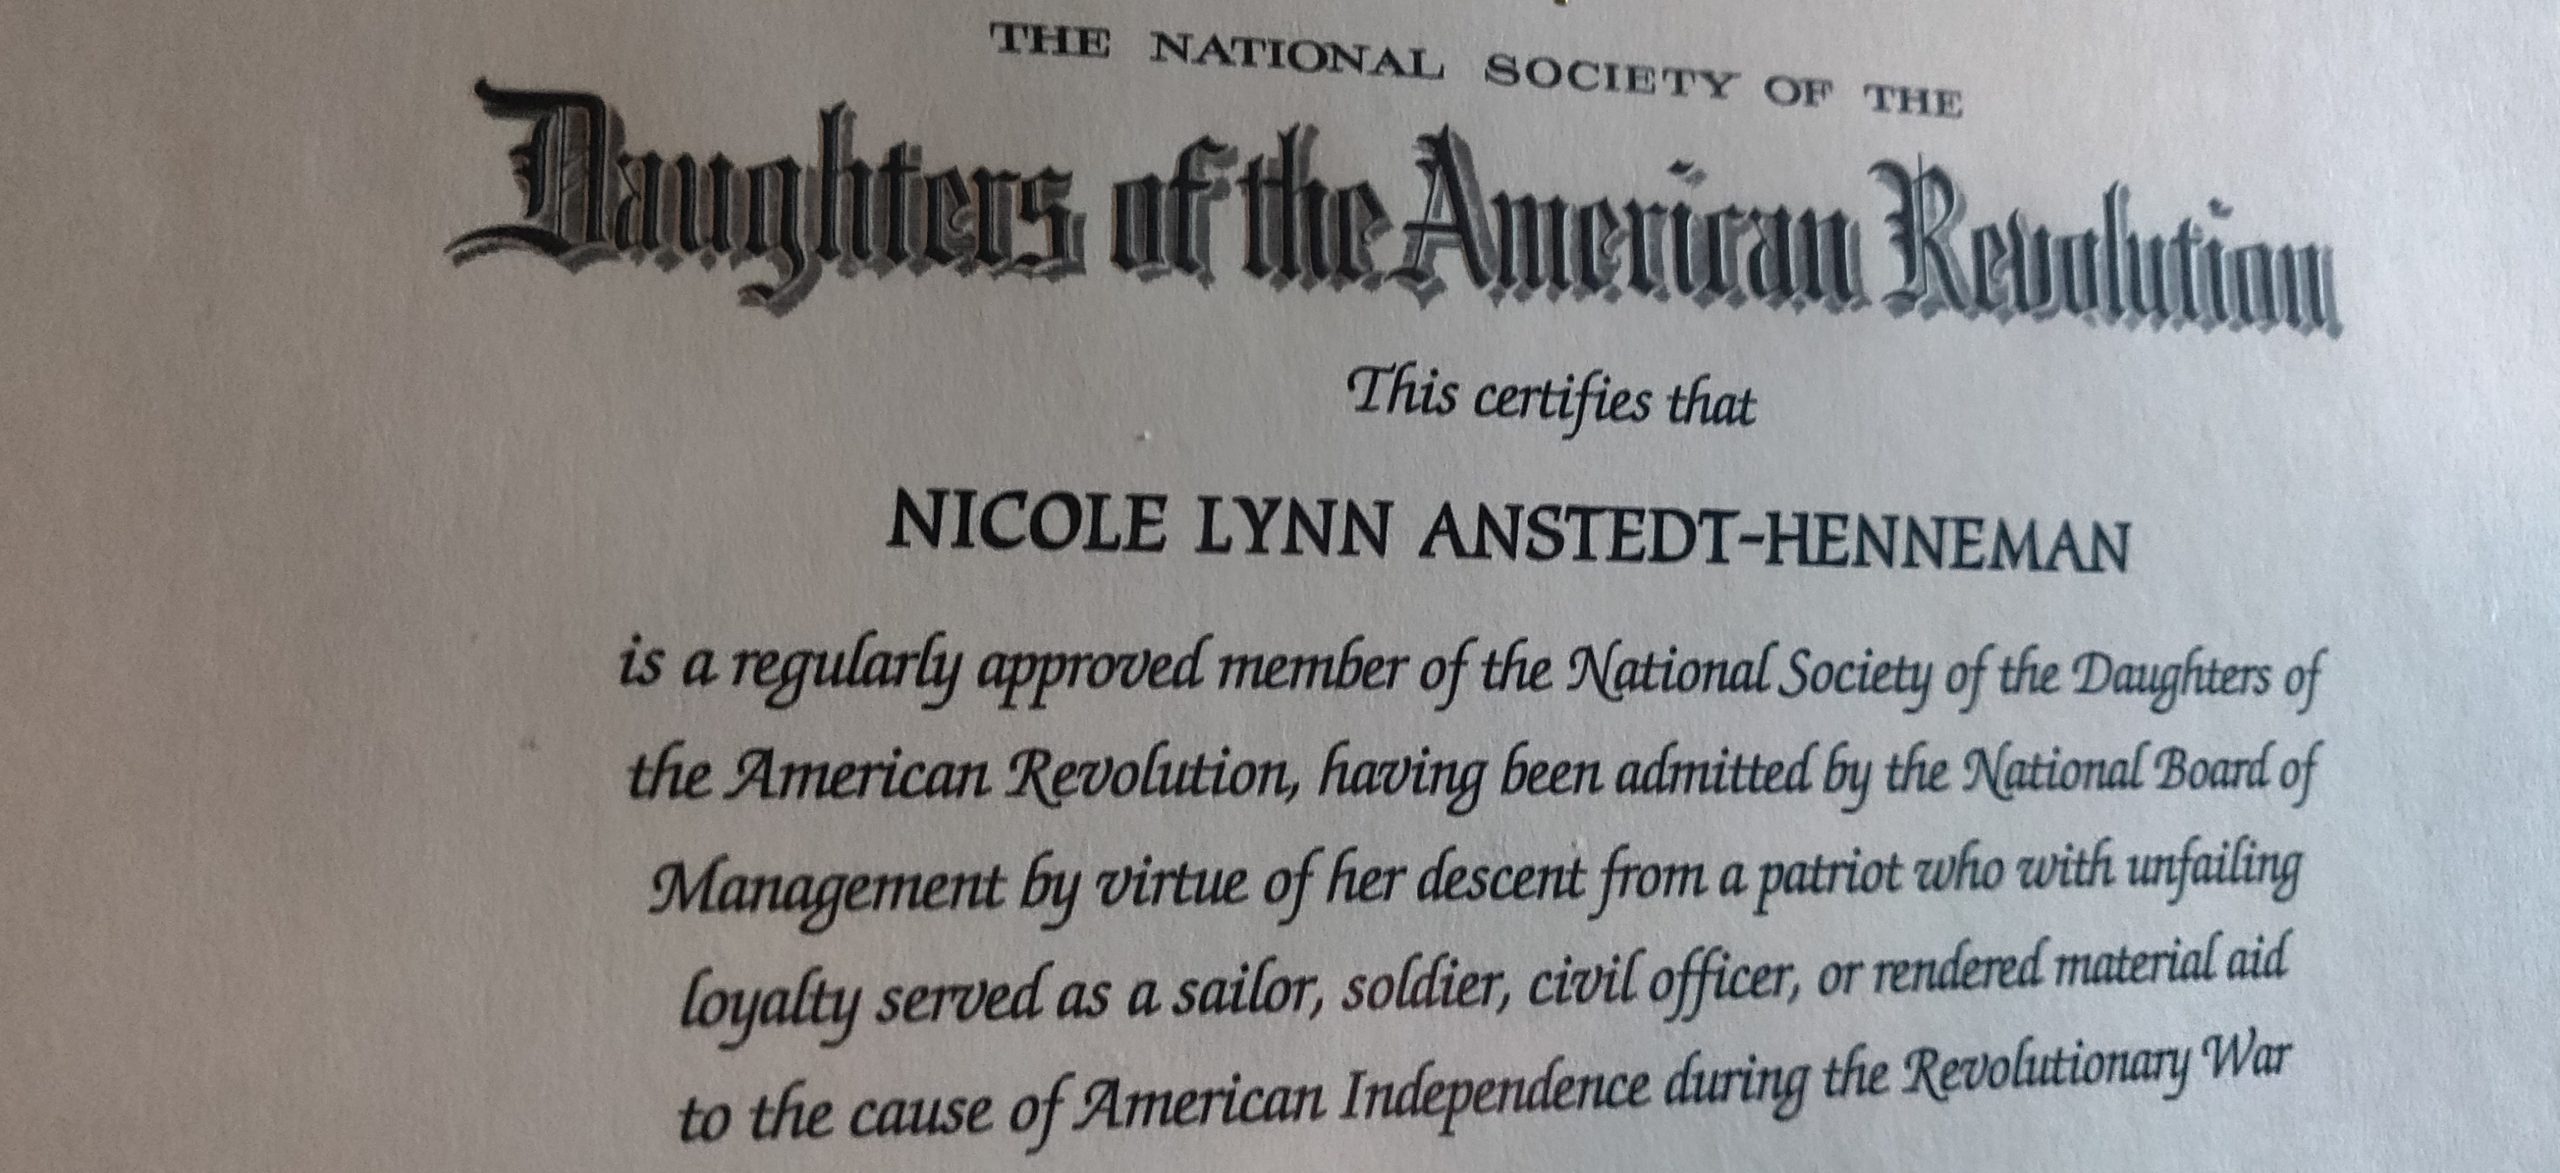 THE NATIONAL SOCIETY OF THE
Daughters of the American Revolution
This certifies that
NICOLE LYNN ANSTEDT-HENNEMAN
is a regularly approved member of the National Society of the Daughters of
the American Revolution, having been admitted by the National Board of
Management by virtue of her descent from a patriot who with unfailing
loyalty served as a sailor, soldier, civil officer, or rendered material aid
to the cause of American Independence during the Revolutionary War